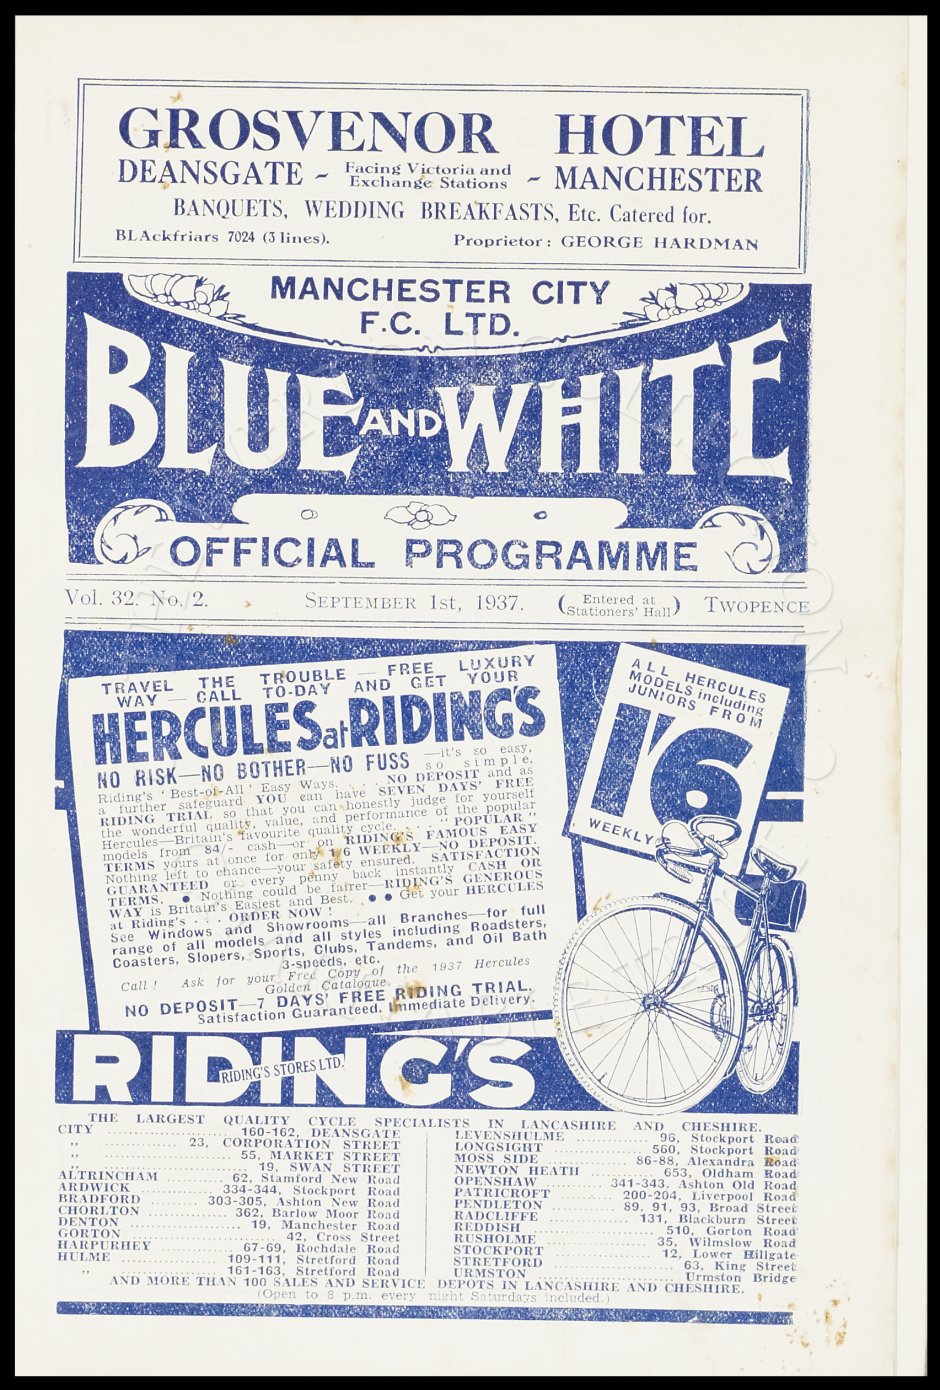 GROSVENOR HOTEL
DEANSGATE - Facing Victoria and Exchange Stations - MANCHESTER
BANQUETS, WEDDING BREAKFASTS, Etc. Catered for.
BLAckfriars 7024 (3 lines). Proprietor: GEORGE HARDMAN
MANCHESTER CITY
F.C. LTD.
BLUE AND WHITE
OFFICIAL PROGRAMME
Vol. 32. No. 2. SEPTEMBER 1st, 1937. (Entered at Stationers' Hall) TWOPENCE
TRAVEL THE TROUBLE — FREE LUXURY
WAY — CALL TO-DAY AND GET YOUR
HERCULES at RIDING'S
NO RISK—NO BOTHER—NO FUSS —it's so easy,
so simple,
Riding's 'Best-of-All' Easy Ways. . . . NO DEPOSIT and as
a further safeguard YOU can have SEVEN DAYS' FREE
RIDING TRIAL so that you can honestly judge for yourself
the wonderful quality, value, and performance of the popular
Hercules—Britain's favourite quality cycle. . . "POPULAR"
models from 84/- cash—or on RIDING'S FAMOUS EASY
TERMS yours at once for only 1/6 WEEKLY—NO DEPOSIT.
Nothing left to chance—your safety ensured. SATISFACTION
GUARANTEED or every penny back instantly CASH OR
TERMS. ● Nothing could be fairer—RIDING'S GENEROUS
WAY is Britain's Easiest and Best. ● ● Get your HERCULES
at Riding's . . . ORDER NOW!
See Windows and Showrooms—all Branches—for full
range of all models and all styles including Roadsters,
Coasters, Slopers, Sports, Clubs, Tandems, and Oil Bath
3-speeds, etc.
Call! Ask for your Free Copy of the 1937 Hercules
Golden Catalogue.
NO DEPOSIT—7 DAYS' FREE RIDING TRIAL.
Satisfaction Guaranteed. Immediate Delivery.
ALL HERCULES
MODELS including
JUNIORS FROM
1'6
WEEKLY
RIDING'S
RIDING'S STORES LTD.
THE LARGEST QUALITY CYCLE SPECIALISTS IN LANCASHIRE AND CHESHIRE.
CITY ........ 160-162, DEANSGATE
,, ........ 23, CORPORATION STREET
,, ........ 55, MARKET STREET
,, ........ 19, SWAN STREET
ALTRINCHAM ........ 62, Stamford New Road
ARDWICK ........ 334-344, Stockport Road
BRADFORD ........ 303-305, Ashton New Road
CHORLTON ........ 362, Barlow Moor Road
DENTON ........ 19, Manchester Road
GORTON ........ 42, Cross Street
HARPURHEY ........ 67-69, Rochdale Road
HULME ........ 109-111, Stretford Road
,, ........ 161-163, Stretford Road
LEVENSHULME ........ 96, Stockport Road
LONGSIGHT ........ 560, Stockport Road
MOSS SIDE ........ 86-88, Alexandra Road
NEWTON HEATH ........ 653, Oldham Road
OPENSHAW ........ 341-343, Ashton Old Road
PATRICROFT ........ 200-204, Liverpool Road
PENDLETON ........ 89, 91, 93, Broad Street
RADCLIFFE ........ 131, Blackburn Street
REDDISH ........ 510, Gorton Road
RUSHOLME ........ 35, Wilmslow Road
STOCKPORT ........ 12, Lower Hillgate
STRETFORD ........ 63, King Street
URMSTON ........ Urmston Bridge
AND MORE THAN 100 SALES AND SERVICE DEPOTS IN LANCASHIRE AND CHESHIRE.
(Open to 8 p.m. every night Saturdays included.)